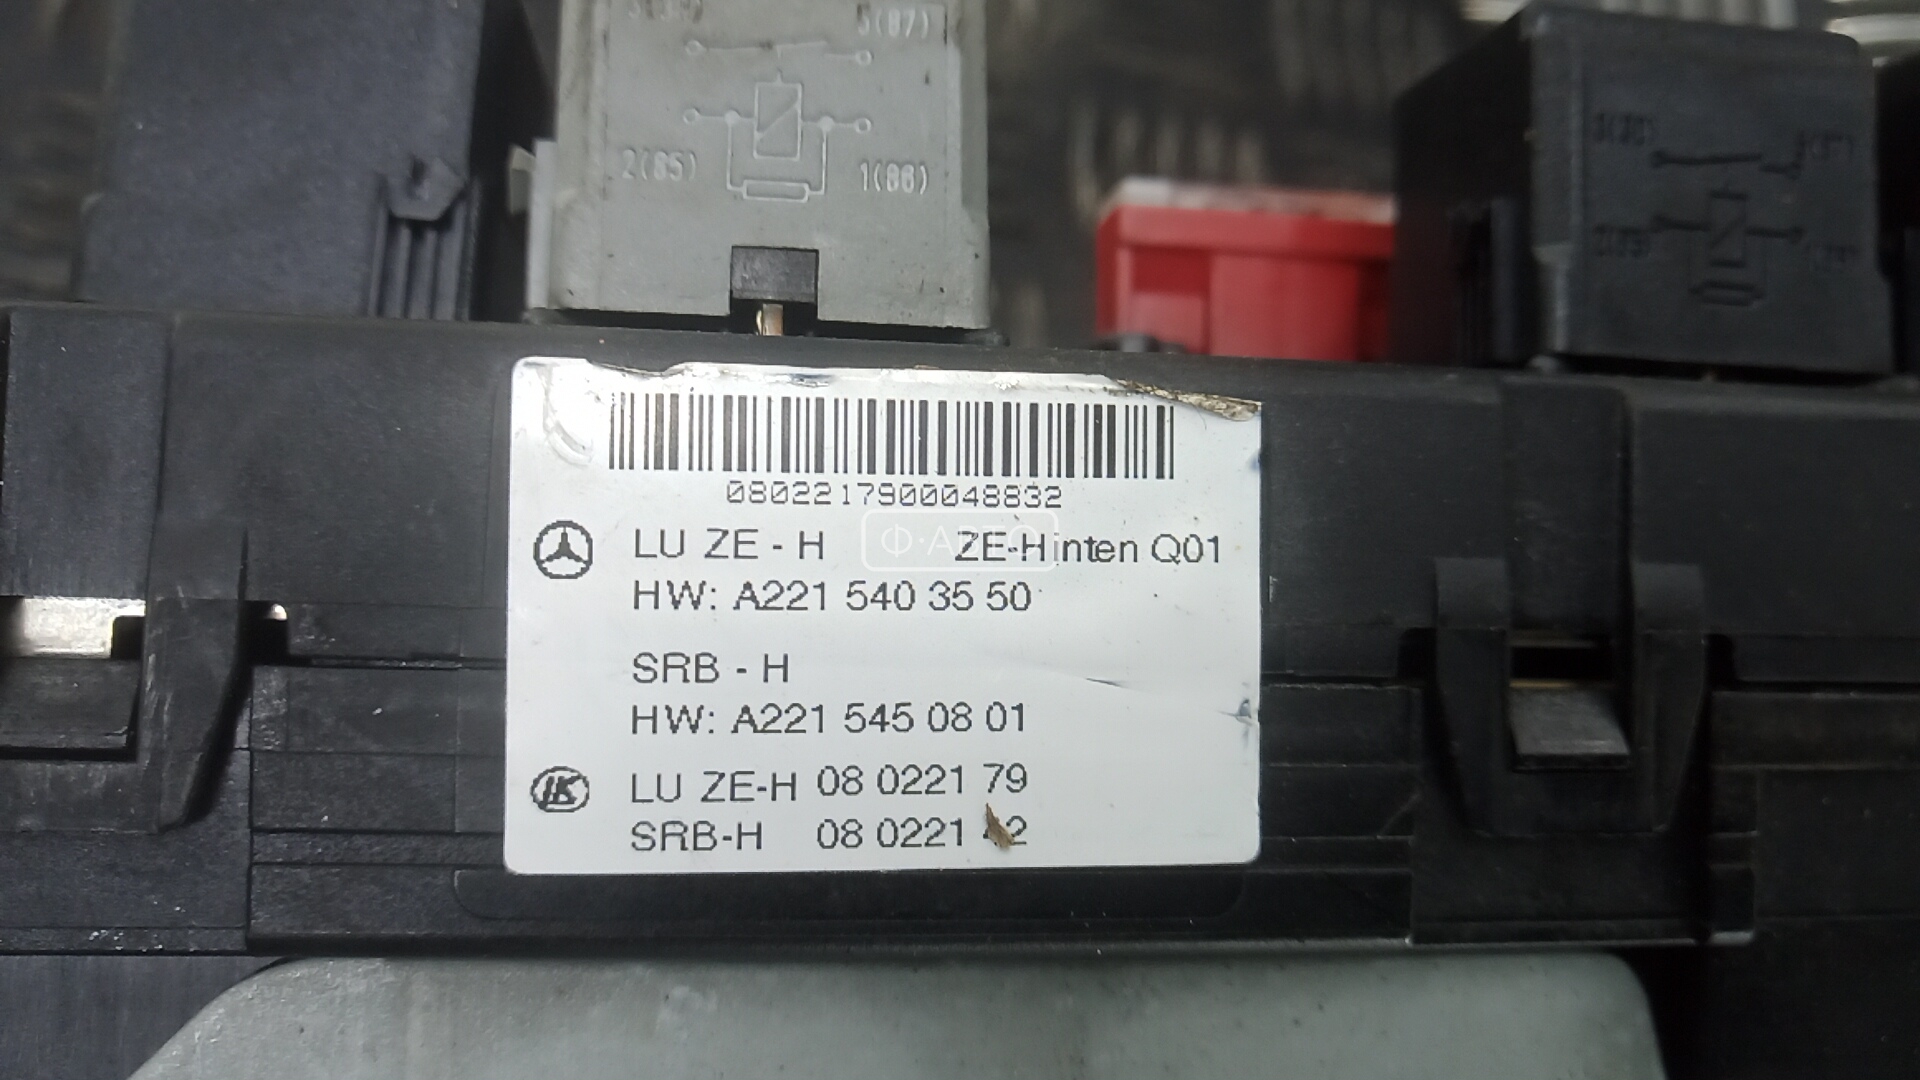 5(87)
2(85)
1(86)
0802217900048832
LU ZE - H ZE-Hinten Q01
HW: A221 540 35 50
SRB - H
HW: A221 545 08 01
LU ZE-H 08 0221 79
SRB-H 08 0221